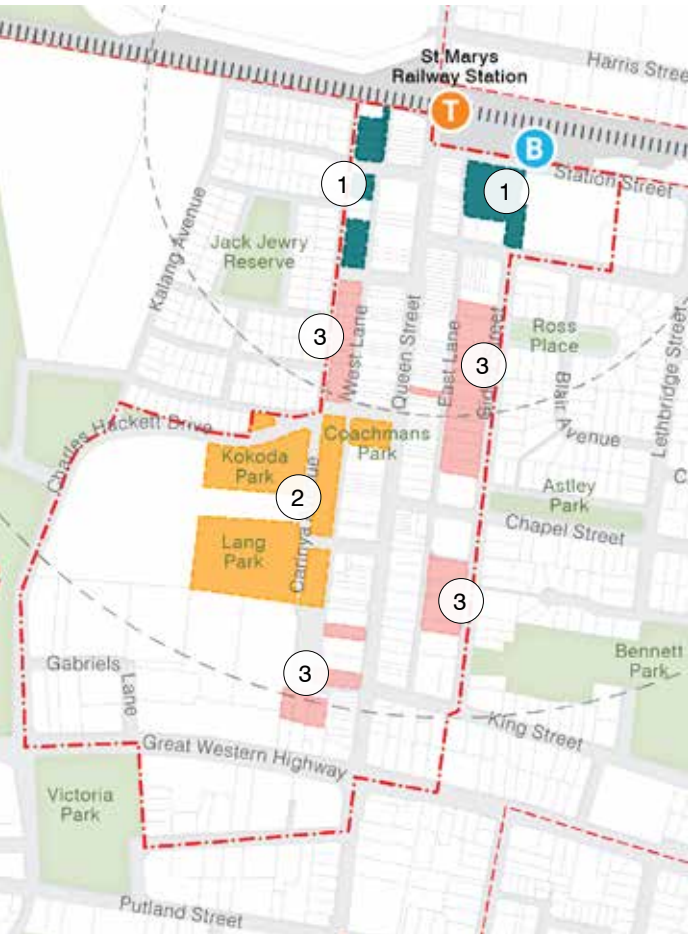 St Marys
Railway Station
Harris Stree
T
B
Station Street
1
1
Kalang Avenue
Jack Jewry
Reserve
3
West Lane
Queen Street
East Lane
3
Ross
Place
Lethbridge Street
Blair Avenue
Charles Hackett Drive
Coachmans
Park
Kokoda
Park
2
Astley
Park
C
Chapel Street
Lang
Park
Carinya
ue
3
Gabriels
Lane
3
Bennett
Park
King Street
Great Western Highway
Victoria
Park
Putland Street